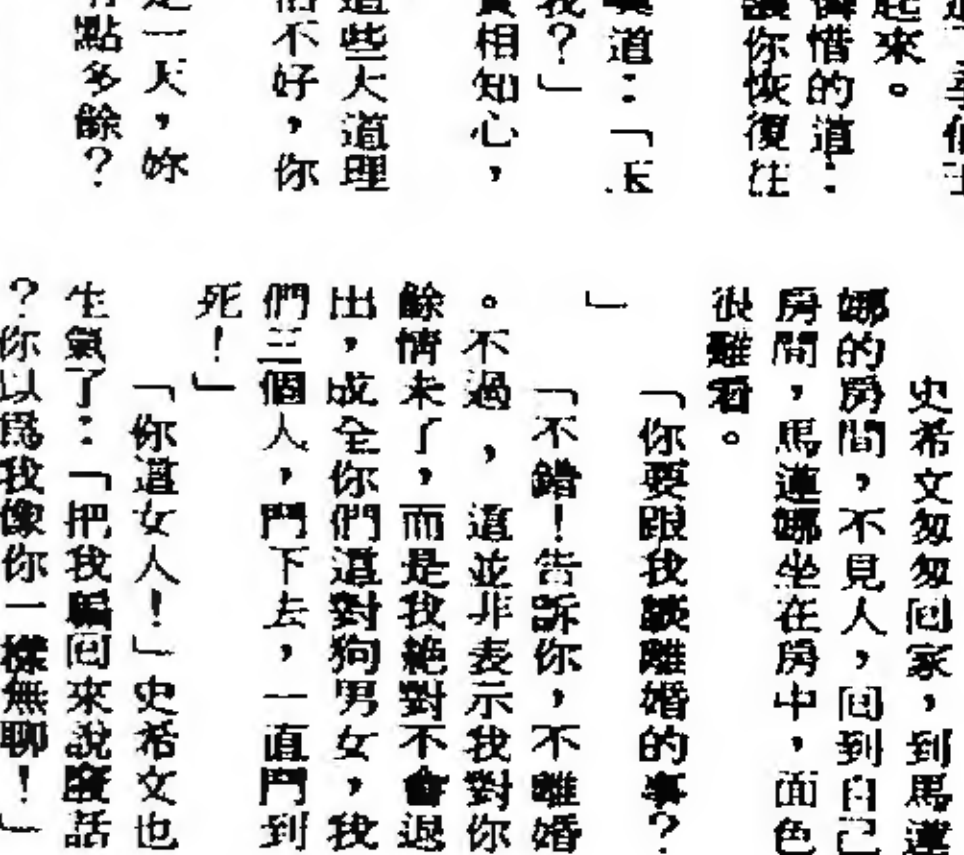 起來。
惜的道：
讓你恢復往
道：「玉
我？」
相知心，
這些大道理
不好，你
是一天，妳
有點多餘？
史希文匆匆回家，到馬蓮
娜的房間，不見人，回到自己
房間，馬蓮娜坐在房中，面色
很難看。
「你要跟我談離婚的事？
」
「不錯！告訴你，不離婚
。不過，這並非表示我對你
餘情未了，而是我絕對不會退
出，成全你們這對狗男女，我
們三個人，鬥下去，一直鬥到
死！」
「你這女人！」史希文也
生氣了：「把我騙回來說廢話
？你以爲我像你一樣無聊！」